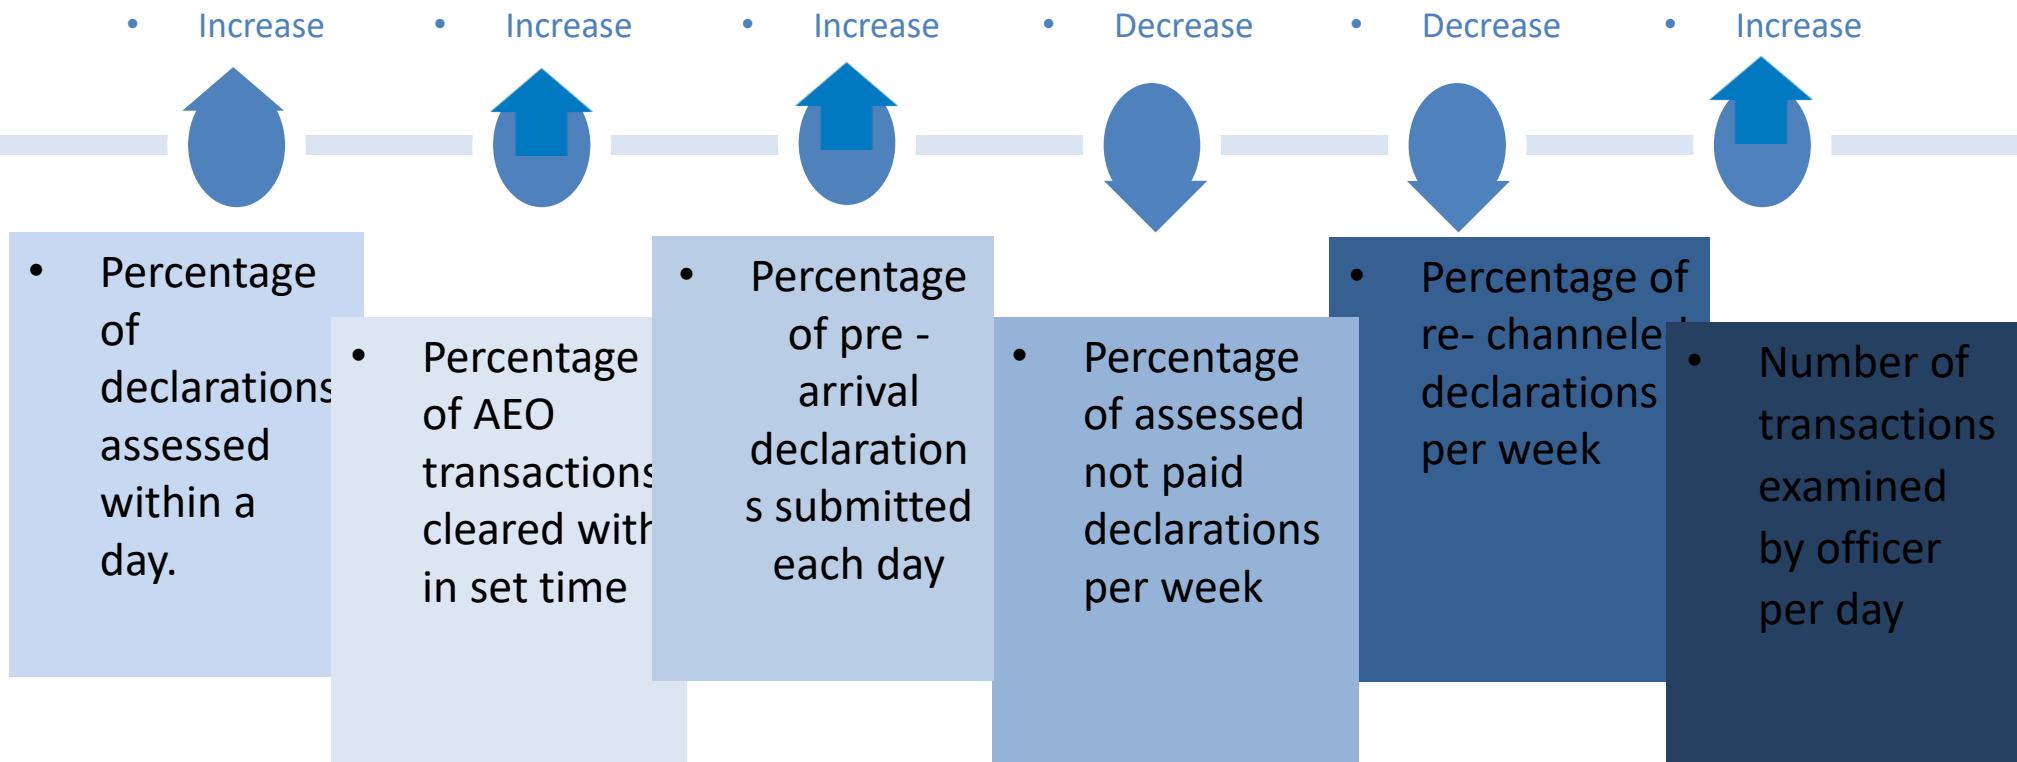 • Increase
• Increase
• Increase
• Decrease
• Decrease
• Increase
• Percentage
of
declarations
assessed
within a
day.
• Percentage
of AEO
transactions
cleared with
in set time
• Percentage
of pre -
arrival
declaration
s submitted
each day
• Percentage
of assessed
not paid
declarations
per week
• Percentage of
re- channeled
declarations
per week
• Number of
transactions
examined
by officer
per day